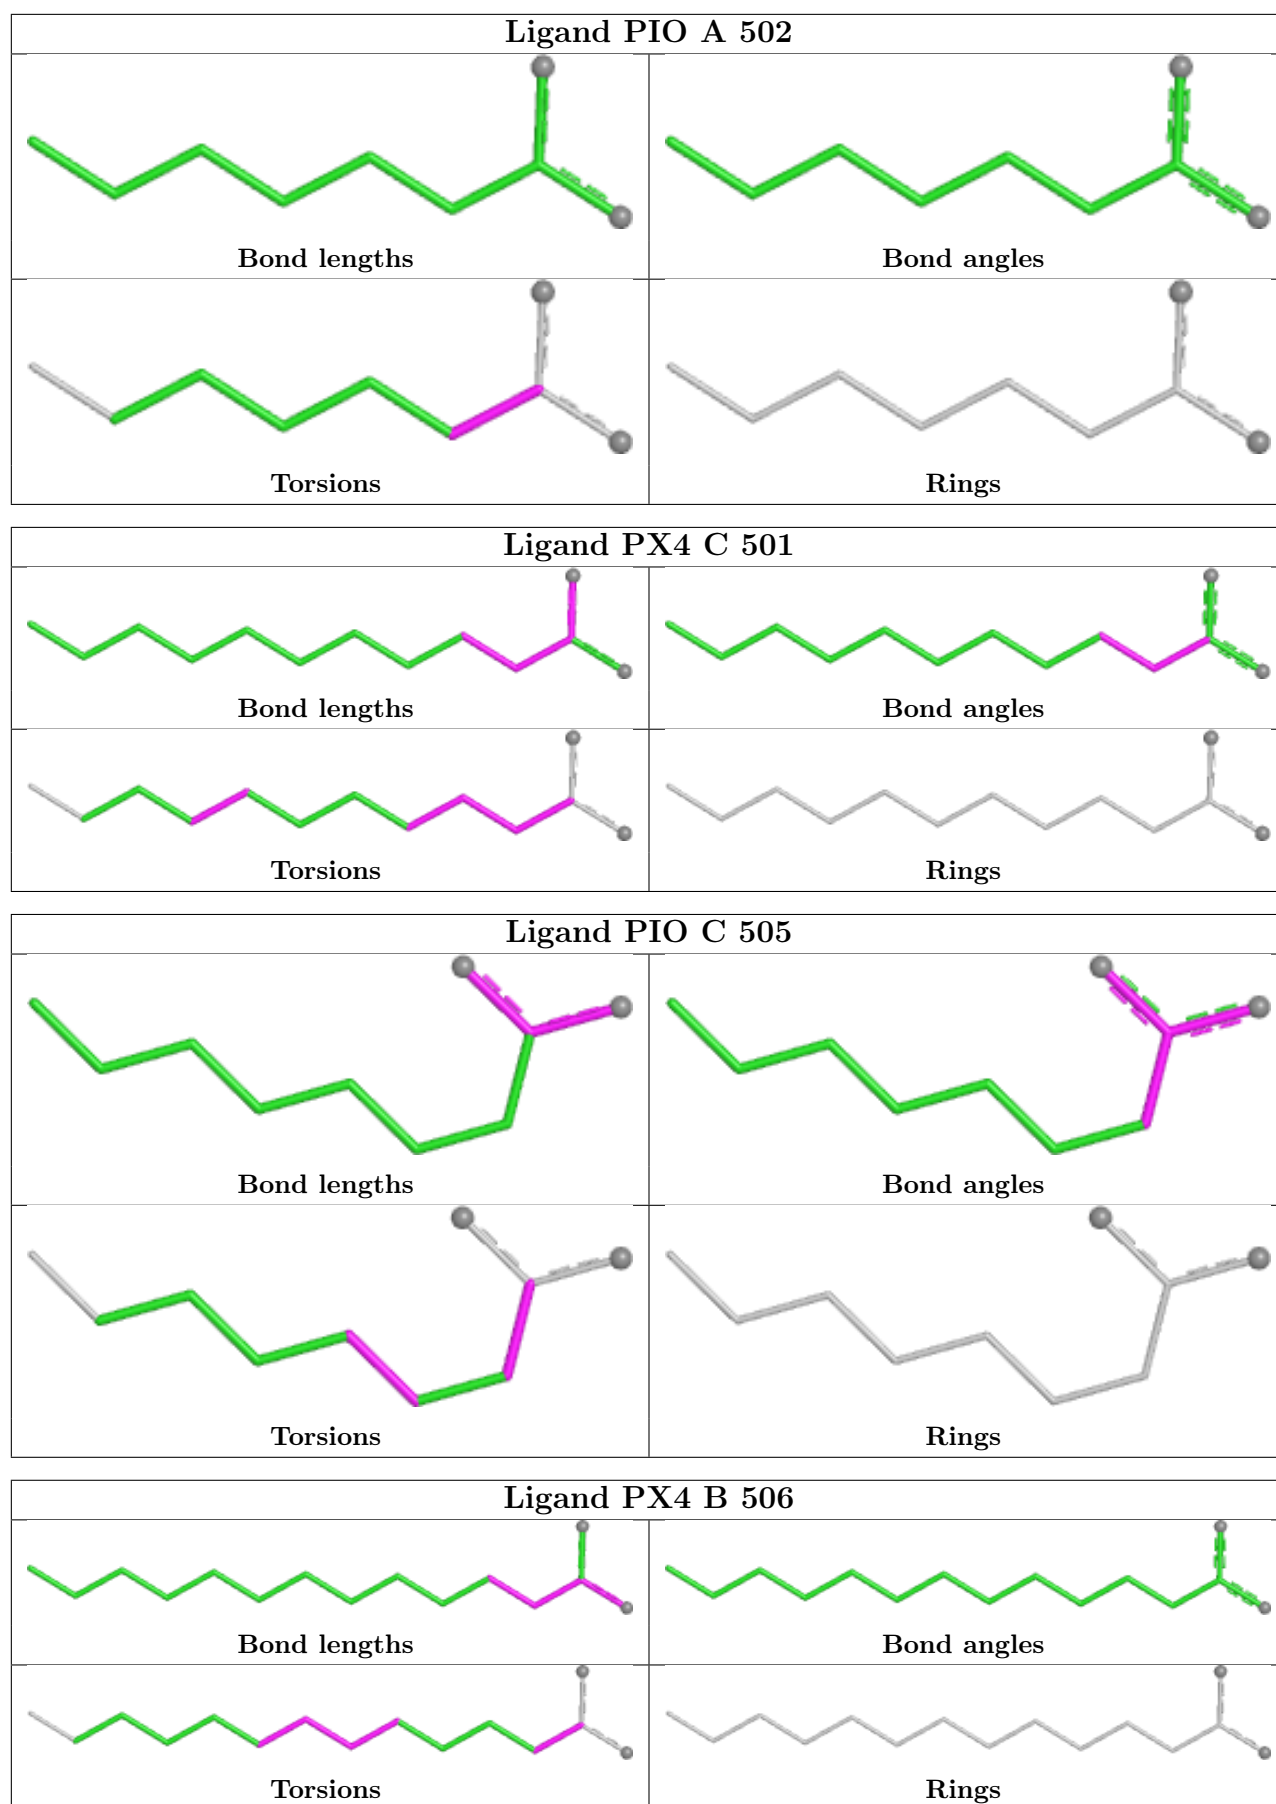 Ligand PIO A 502
Bond lengths
Bond angles
Torsions
Rings
Ligand PX4 C 501
Bond lengths
Bond angles
Torsions
Rings
Ligand PIO C 505
Bond lengths
Bond angles
Torsions
Rings
Ligand PX4 B 506
Bond lengths
Bond angles
Torsions
Rings